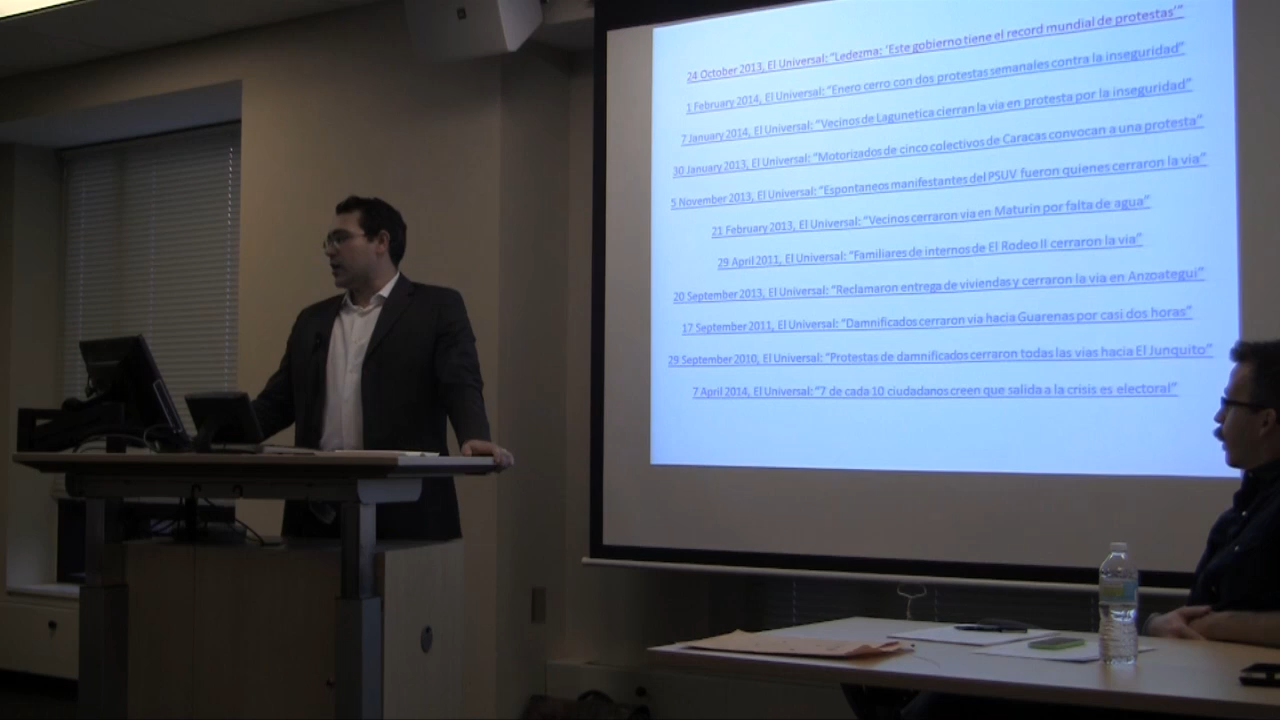 24 October 2013, El Universal: "Ledezma: 'Este gobierno tiene el record mundial de protestas'"
1 February 2014, El Universal: "Enero cerro con dos protestas semanales contra la inseguridad"
7 January 2014, El Universal: "Vecinos de Lagunetica cierran la via en protesta por la inseguridad"
30 January 2013, El Universal: "Motorizados de cinco colectivos de Caracas convocan a una protesta"
5 November 2013, El Universal: "Espontaneos manifestantes del PSUV fueron quienes cerraron la via"
21 February 2013, El Universal: "Vecinos cerraron via en Maturin por falta de agua"
29 April 2011, El Universal: "Familiares de internos de El Rodeo II cerraron la via"
20 September 2013, El Universal: "Reclamaron entrega de viviendas y cerraron la via en Anzoategui"
17 September 2011, El Universal: "Damnificados cerraron via hacia Guarenas por casi dos horas"
29 September 2010, El Universal: "Protestas de damnificados cerraron todas las vias hacia El Junquito"
7 April 2014, El Universal: "7 de cada 10 ciudadanos creen que salida a la crisis es electoral"